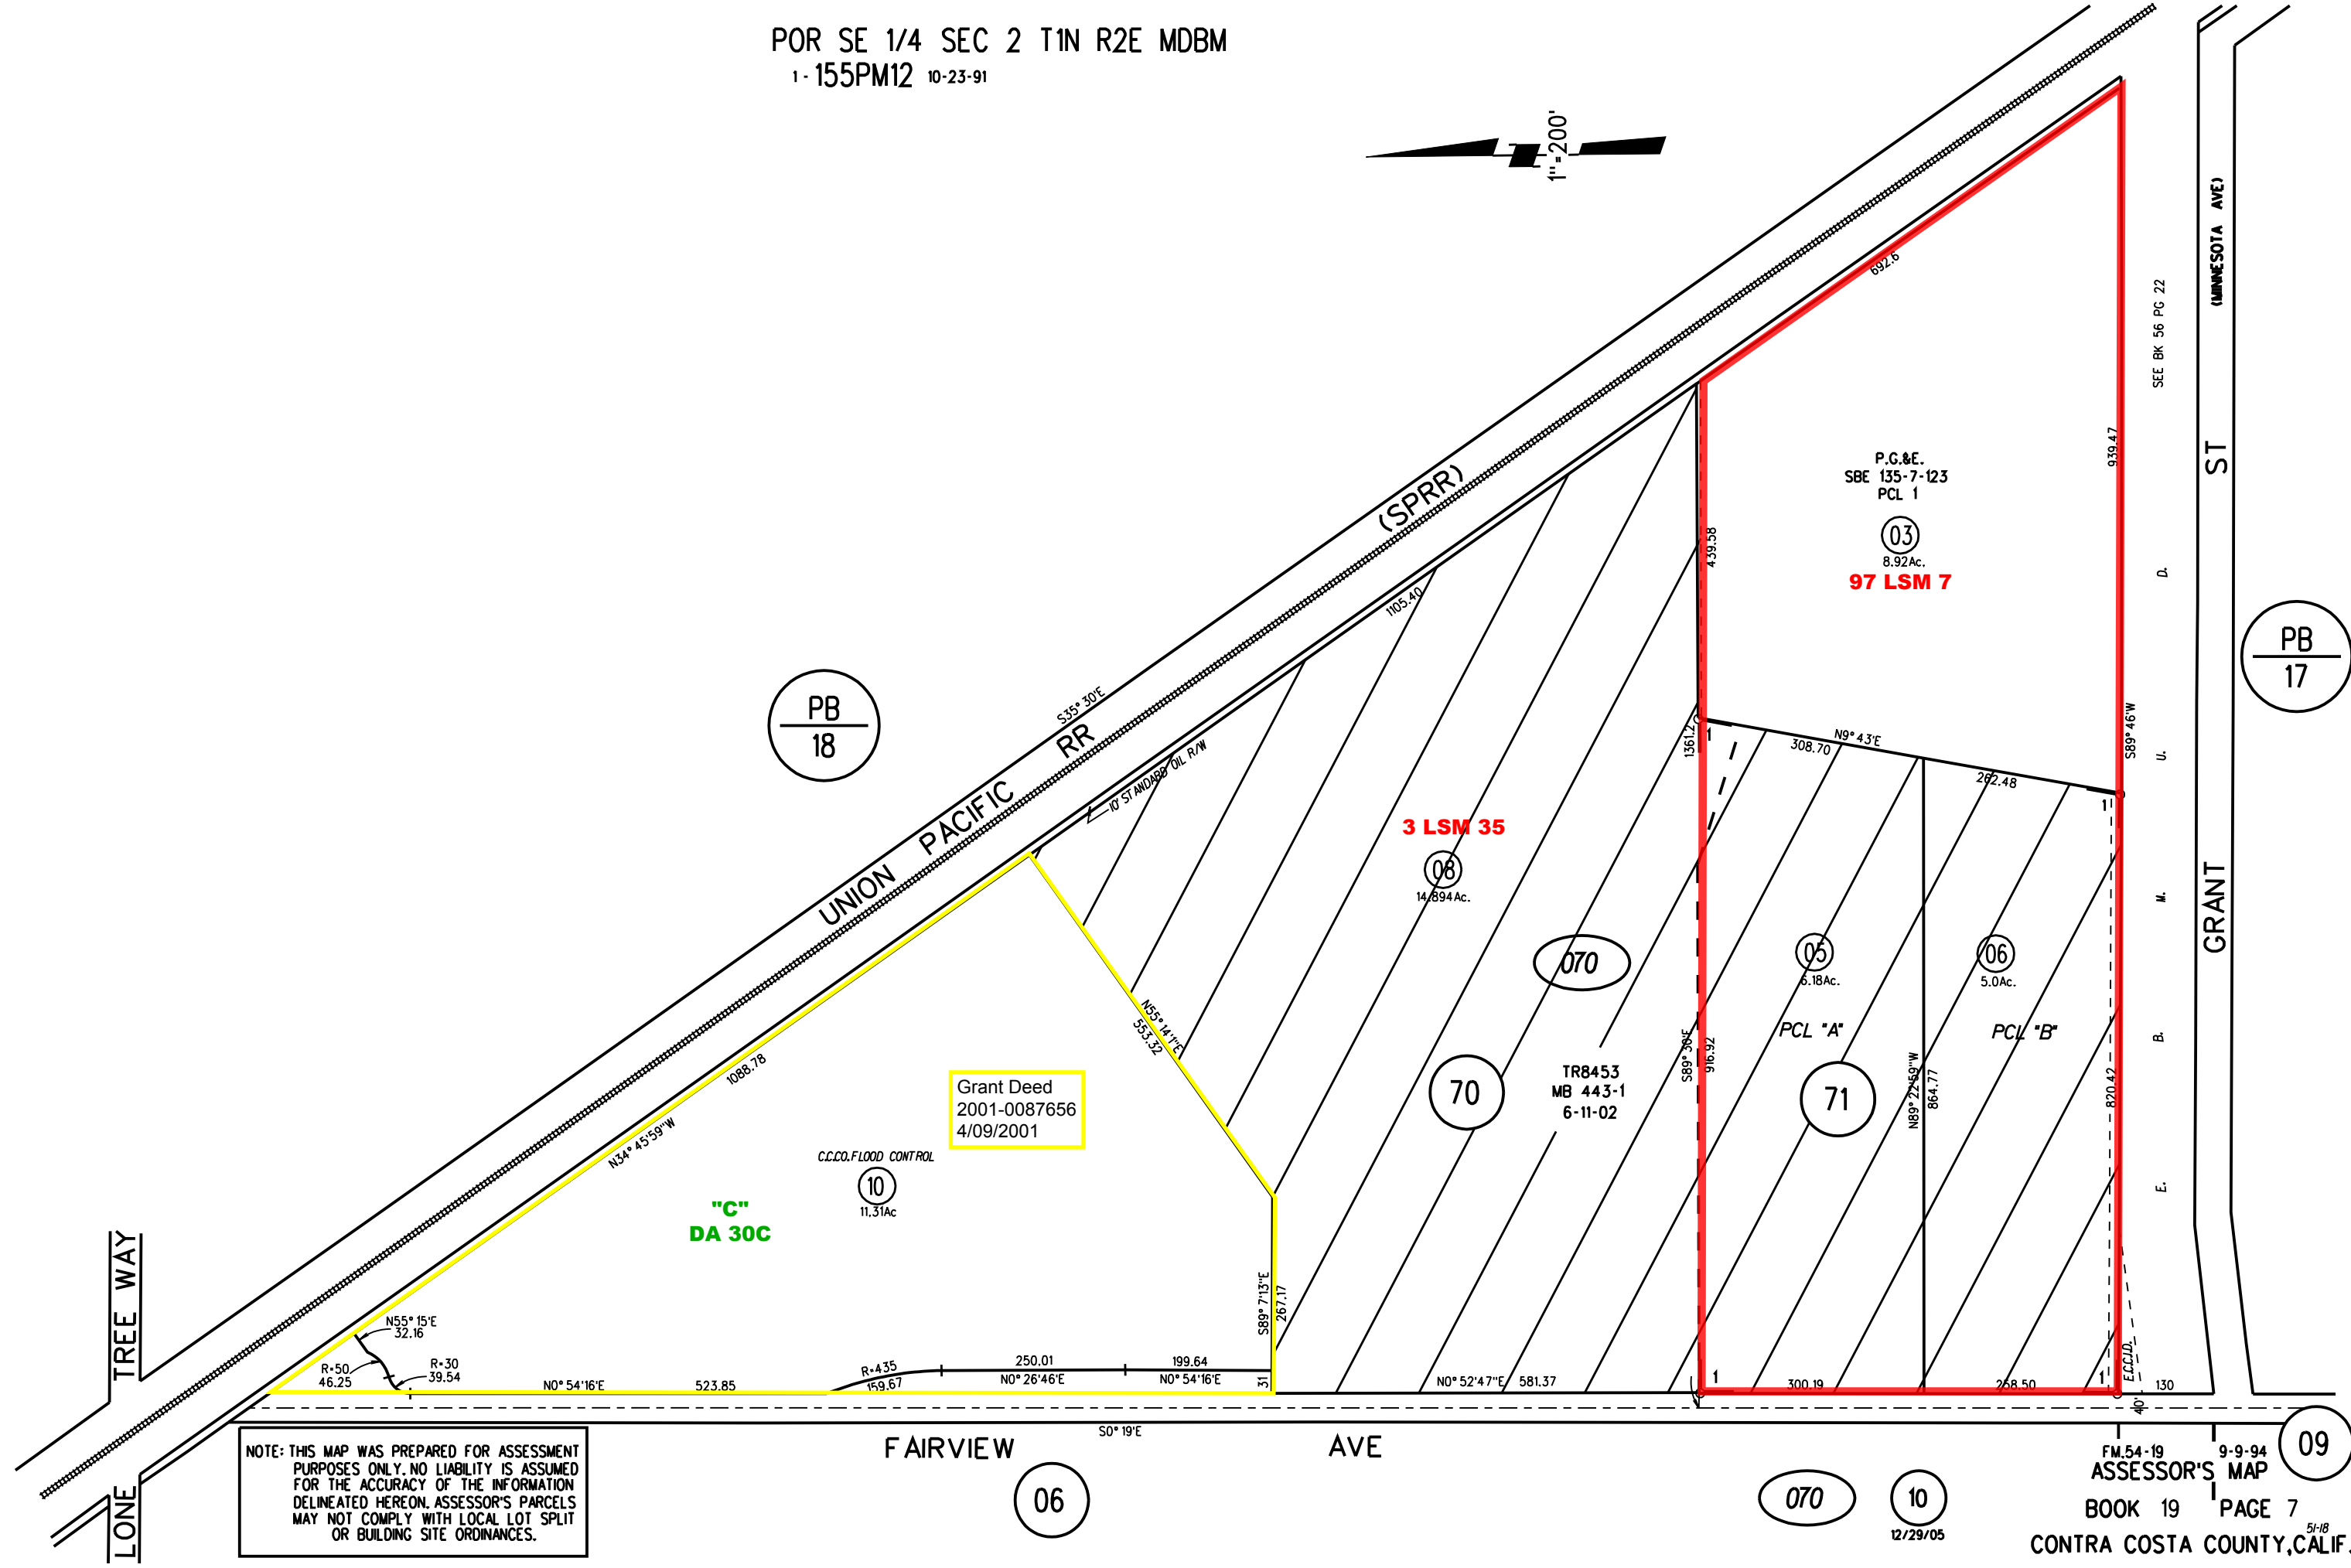 POR SE 1/4 SEC 2 T1N R2E MDBM
1 - 155PM12 10-23-91
1"=200'
(MINNESOTA AVE)
SEE BK 56 PG 22
692.6
939.47
ST
P.G.&E.
SBE 135-7-123
PCL 1
03
8.92Ac.
97 LSM 7
439.58
(SPRR)
1105.40
PB
17
PB
18
S35° 30'E
UNION PACIFIC RR
10' STANDARD OIL R/W
1361.2
1
308.70
N9° 43'E
262.48
1
S89° 46'W
E. B. M. U. D.
GRANT
3 LSM 35
08
14.894Ac.
070
05
6.18Ac.
06
5.0Ac.
PCL "A"
PCL "B"
N55° 14'1"E
553.32
1088.78
N34° 45'59"W
Grant Deed
2001-0087656
4/09/2001
70
TR8453
MB 443-1
6-11-02
S89° 30'E
916.92
71
N89° 22'59"W
864.77
820.42
C.C.CO. FLOOD CONTROL
10
11.31Ac
"C"
DA 30C
S89° 7'13"E
267.17
LONE TREE WAY
N55° 15'E
32.16
R=50
46.25
R=30
39.54
N0° 54'16"E
523.85
R=435
159.67
250.01
N0° 26'46"E
199.64
N0° 54'16"E
31
N0° 52'47"E 581.37
1
300.19
258.50
1
E.C.C.I.D.
130
40'
S0° 19'E
FAIRVIEW AVE
NOTE: THIS MAP WAS PREPARED FOR ASSESSMENT
PURPOSES ONLY. NO LIABILITY IS ASSUMED
FOR THE ACCURACY OF THE INFORMATION
DELINEATED HEREON. ASSESSOR'S PARCELS
MAY NOT COMPLY WITH LOCAL LOT SPLIT
OR BUILDING SITE ORDINANCES.
06
070
10
12/29/05
FM.54-19 9-9-94
09
ASSESSOR'S MAP
BOOK 19 PAGE 7
51-18
CONTRA COSTA COUNTY, CALIF.